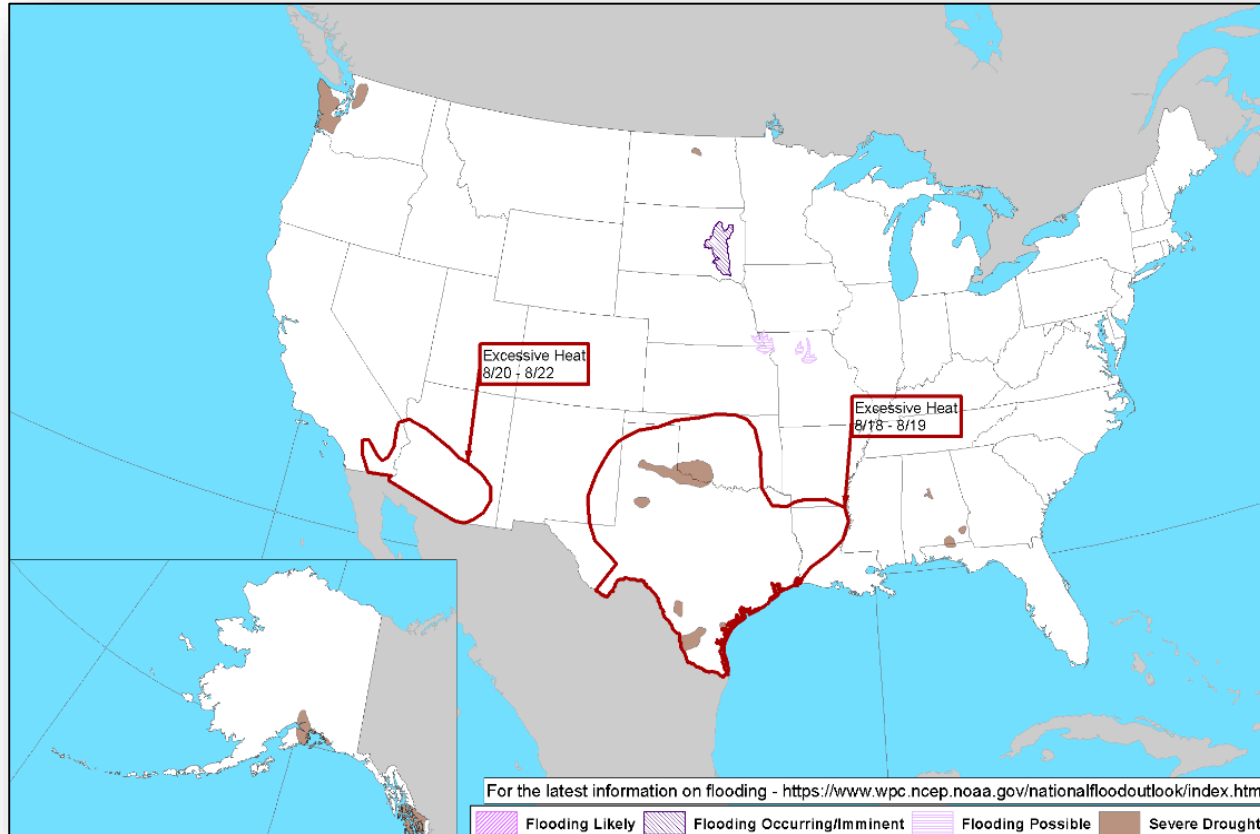 Excessive Heat
8/20 - 8/22
Excessive Heat
8/18 - 8/19
For the latest information on flooding - https://www.wpc.ncep.noaa.gov/nationalfloodoutlook/index.htm
Flooding Likely
Flooding Occurring/Imminent
Flooding Possible
Severe Drought